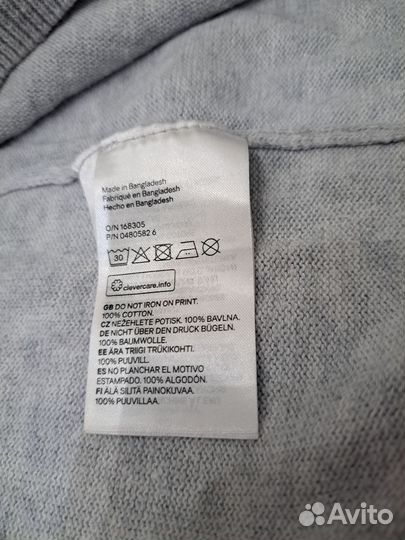 Made in Bangladesh
Fabriqué en Bangladesh
Hecho en Bangladesh
O/N 168305
P/N 0480582 6
30
clevercare.info
GB DO NOT IRON ON PRINT.
100% COTTON.
CZ NEŽEHLETE POTISK. 100% BAVLNA.
DE NICHT ÜBER DEN DRUCK BÜGELN.
100% BAUMWOLLE.
EE ÄRA TRIIGI TRÜKIKOHTI.
100% PUUVILL.
ES NO PLANCHAR EL MOTIVO
ESTAMPADO. 100% ALGODÓN.
FI ÄLÄ SILITÄ PAINOKUVAA.
100% PUUVILLAA.
Avito